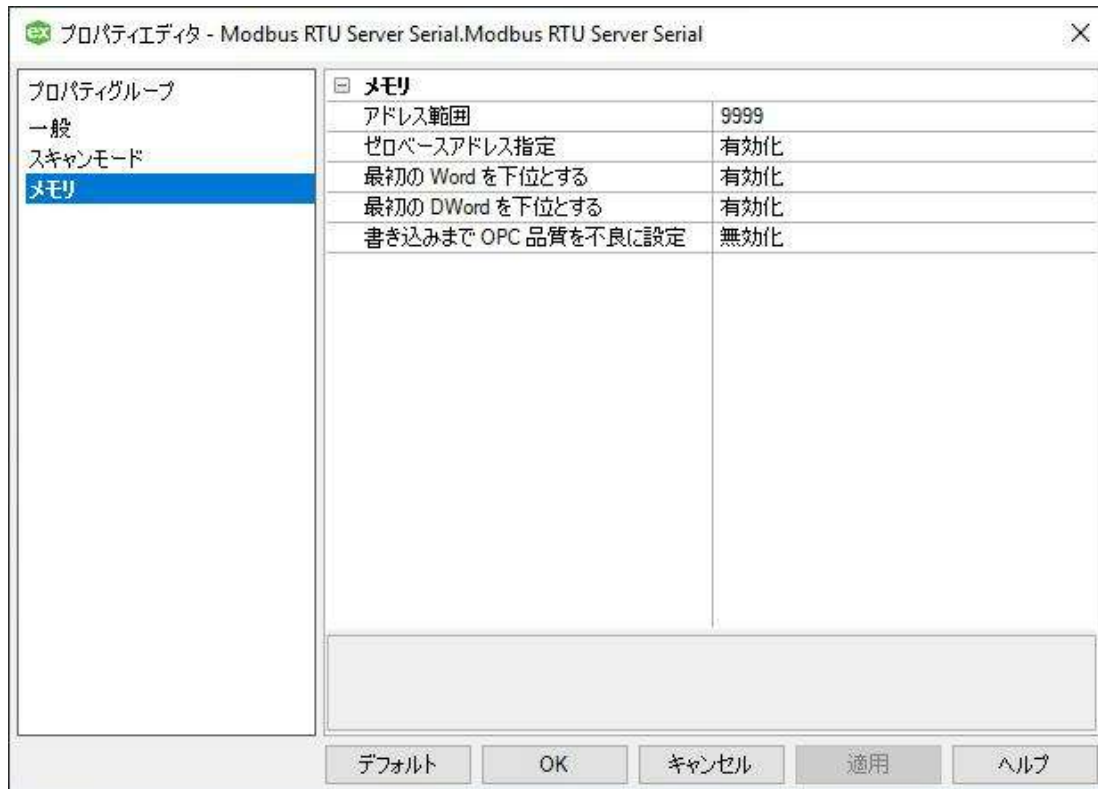 プロパティエディタ - Modbus RTU Server Serial.Modbus RTU Server Serial
プロパティグループ
一般
スキャンモード
メモリ
メモリ
アドレス範囲 9999
ゼロベースアドレス指定 有効化
最初の Word を下位とする 有効化
最初の DWord を下位とする 有効化
書き込みまで OPC 品質を不良に設定 無効化
デフォルト OK キャンセル 適用 ヘルプ